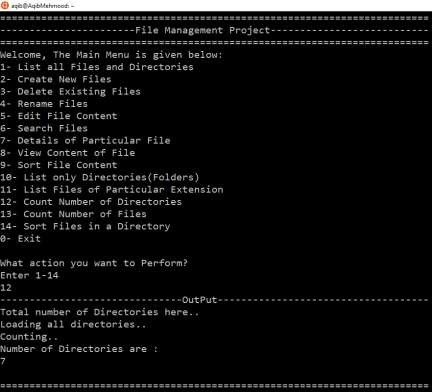 aqib@AqibMehmood: ~
================================================================================
-----------------------File Management Project---------------------------
================================================================================
Welcome, The Main Menu is given below:
1- List all Files and Directories
2- Create New Files
3- Delete Existing Files
4- Rename Files
5- Edit File Content
6- Search Files
7- Details of Particular File
8- View Content of File
9- Sort File Content
10- List only Directories(Folders)
11- List Files of Particular Extension
12- Count Number of Directories
13- Count Number of Files
14- Sort Files in a Directory
0- Exit
What action you want to Perform?
Enter 1-14
12
-------------------------------OutPut------------------------------------
Total number of Directories here..
Loading all directories..
Counting..
Number of Directories are :
7
================================================================================